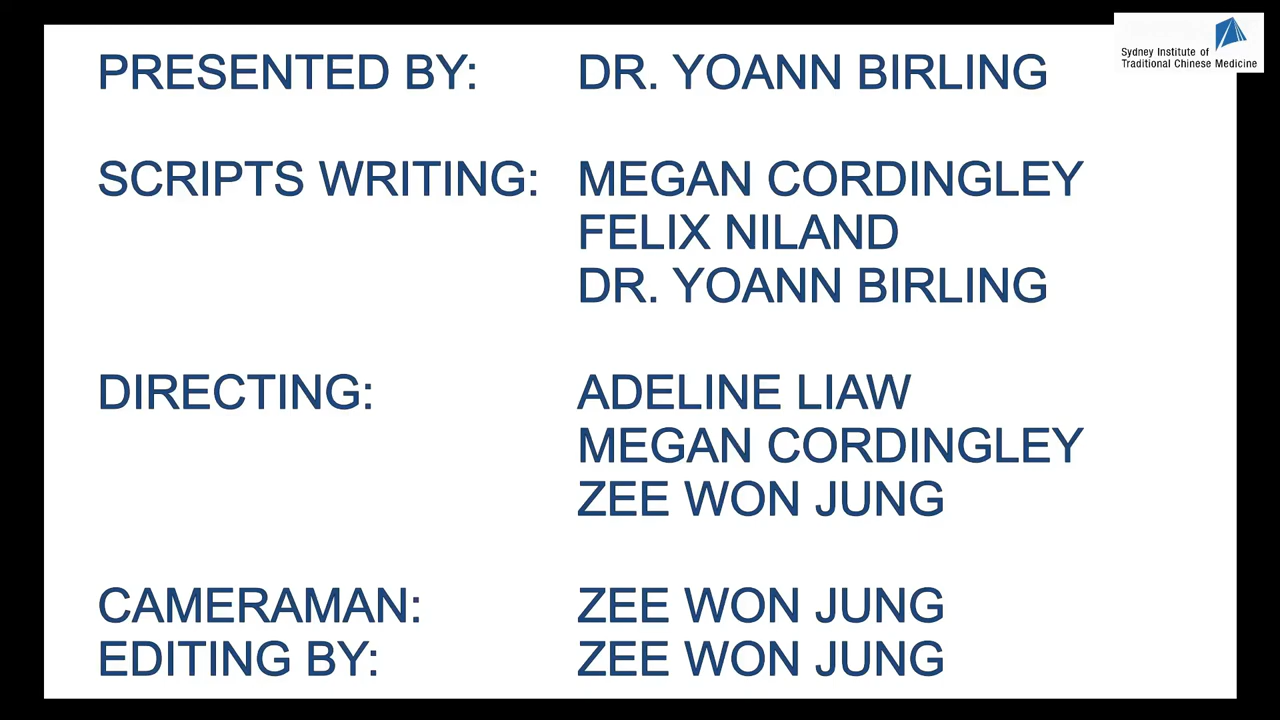 Sydney Institute of
Traditional Chinese Medicine
PRESENTED BY: DR. YOANN BIRLING
SCRIPTS WRITING: MEGAN CORDINGLEY
FELIX NILAND
DR. YOANN BIRLING
DIRECTING: ADELINE LIAW
MEGAN CORDINGLEY
ZEE WON JUNG
CAMERAMAN: ZEE WON JUNG
EDITING BY: ZEE WON JUNG